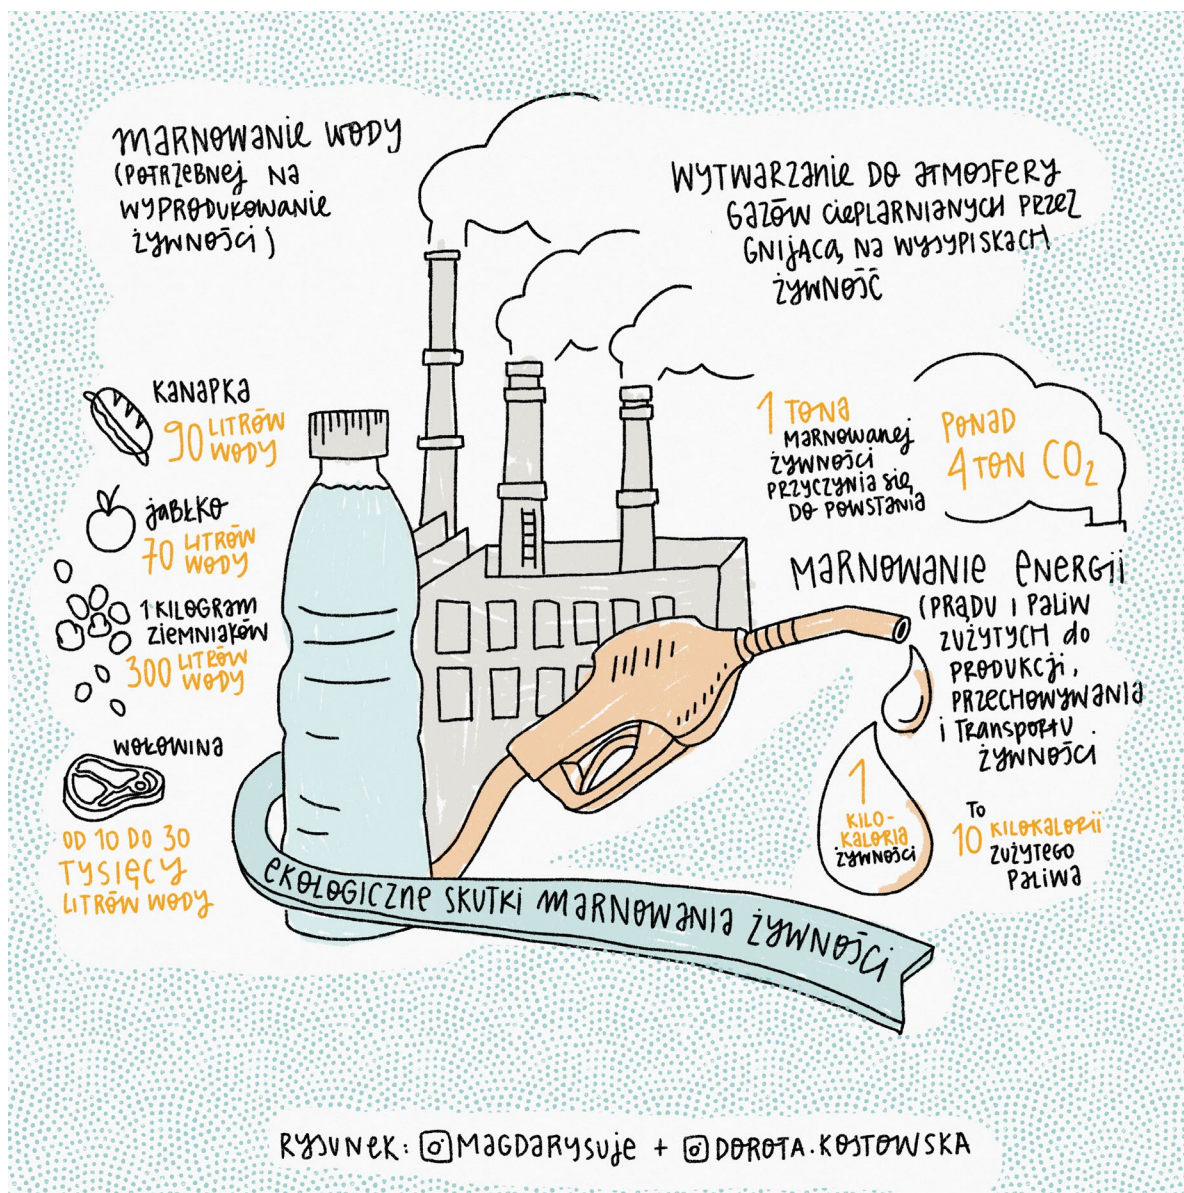 MARNOWANIE WODY
(POTRZEBNEJ NA
WYPRODUKOWANIE
ŻYWNOŚCI)
KANAPKA
90 LITRÓW
WODY
JABŁKO
70 LITRÓW
WODY
1 KILOGRAM
ZIEMNIAKÓW
300 LITRÓW
WODY
WOŁOWINA
OD 10 DO 30
TYSIĘCY
LITRÓW WODY
WYTWARZANIE DO ATMOSFERY
GAZÓW CIEPLARNIANYCH PRZEZ
GNIJĄCĄ NA WYSYPISKACH
ŻYWNOŚĆ
1 TONA
MARNOWANEJ
ŻYWNOŚCI
PRZYCZYNIA SIĘ
DO POWSTANIA
PONAD
4 TON CO₂
MARNOWANIE ENERGII
(PRĄDU I PALIW
ZUŻYTYCH DO
PRODUKCJI,
PRZECHOWYWANIA
I TRANSPORTU
ŻYWNOŚCI
1
KILO-
KALORIA
ŻYWNOŚCI
TO
10 KILOKALORII
ZUŻYTEGO
PALIWA
EKOLOGICZNE SKUTKI MARNOWANIA ŻYWNOŚCI
RYSUNEK: MAGDARYSUJE + DOROTA.KOSTOWSKA